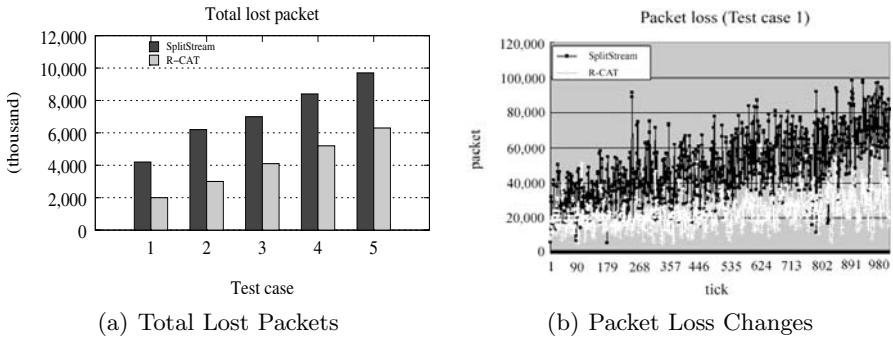 Total lost packet
12,000
10,000
8,000
6,000
4,000
2,000
0
(thousand)
SplitStream
R−CAT
1 2 3 4 5
Test case
(a) Total Lost Packets
Packet loss (Test case 1)
120,000
100,000
80,000
60,000
40,000
20,000
0
packet
SplitStream
R-CAT
1 90 179 268 357 446 535 624 713 802 891 980
tick
(b) Packet Loss Changes